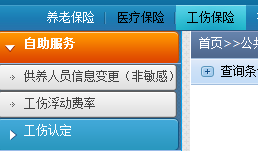 养老保险 医疗保险 工伤保险
自助服务
首页>>公共
供养人员信息变更（非敏感）
查询条
工伤浮动费率
工伤认定